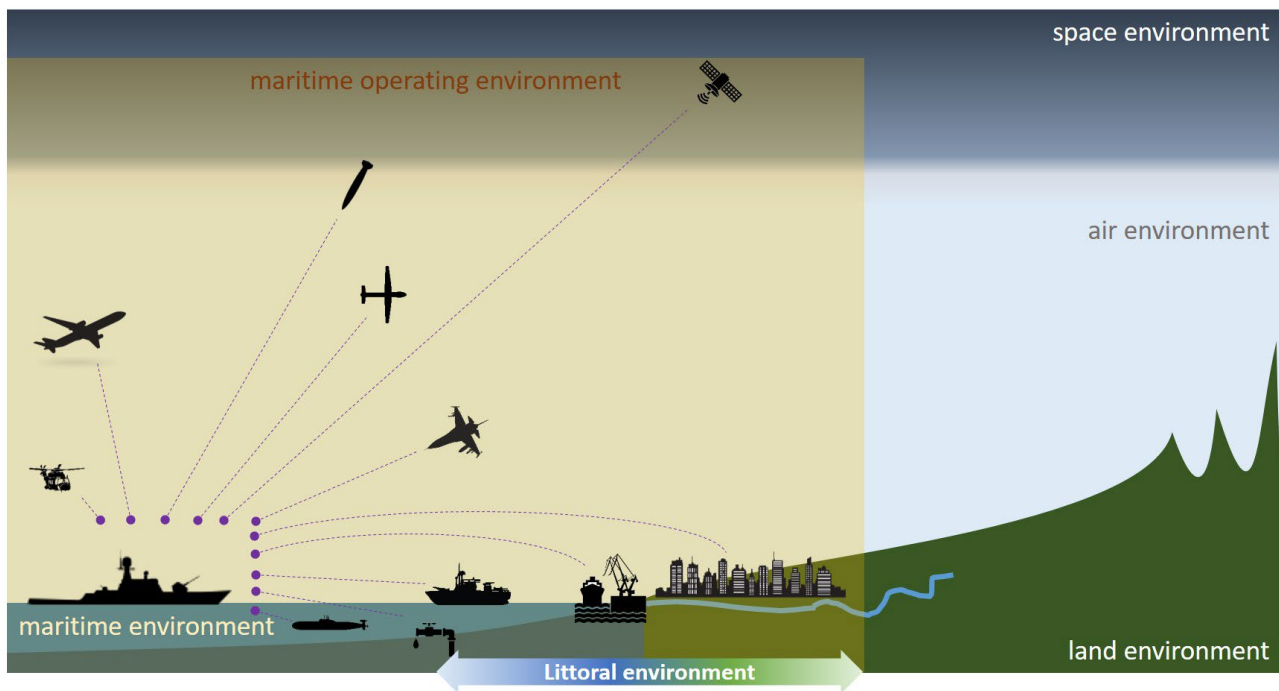 space environment
maritime operating environment
air environment
maritime environment
land environment
Littoral environment